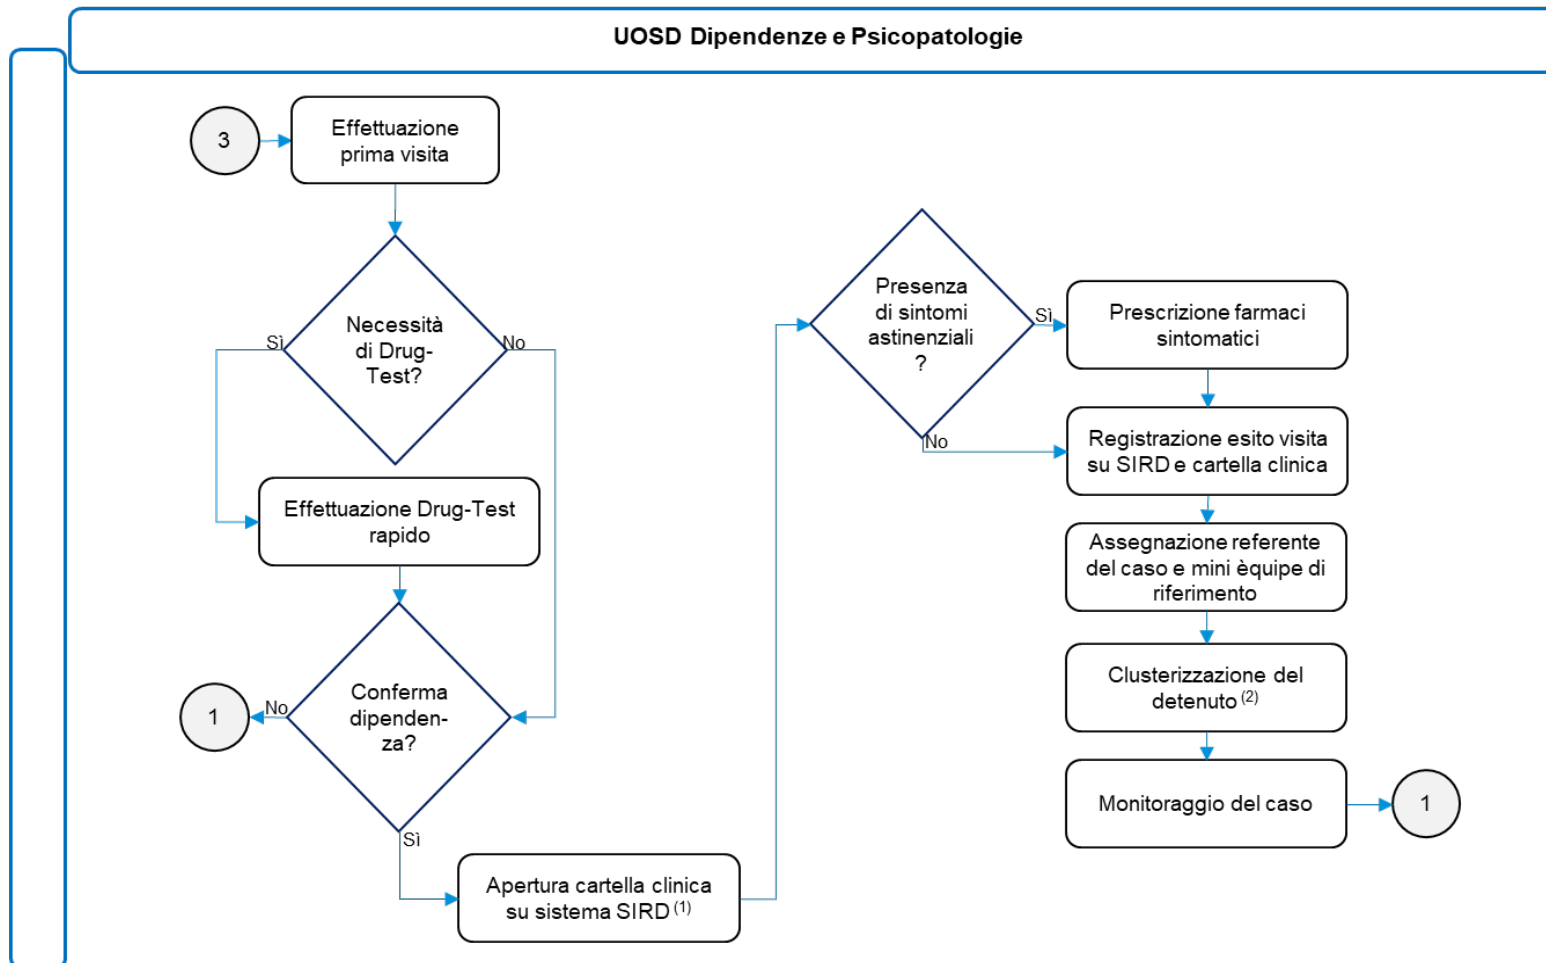 UOSD Dipendenze e Psicopatologie
3
Effettuazione
prima visita
Necessità
di Drug-
Test?
Sì
No
Effettuazione Drug-Test
rapido
Conferma
dipenden-
za?
No
1
Sì
Apertura cartella clinica
su sistema SIRD (1)
Presenza
di sintomi
astinenziali
?
Sì
No
Prescrizione farmaci
sintomatici
Registrazione esito visita
su SIRD e cartella clinica
Assegnazione referente
del caso e mini èquipe di
riferimento
Clusterizzazione del
detenuto (2)
Monitoraggio del caso
1